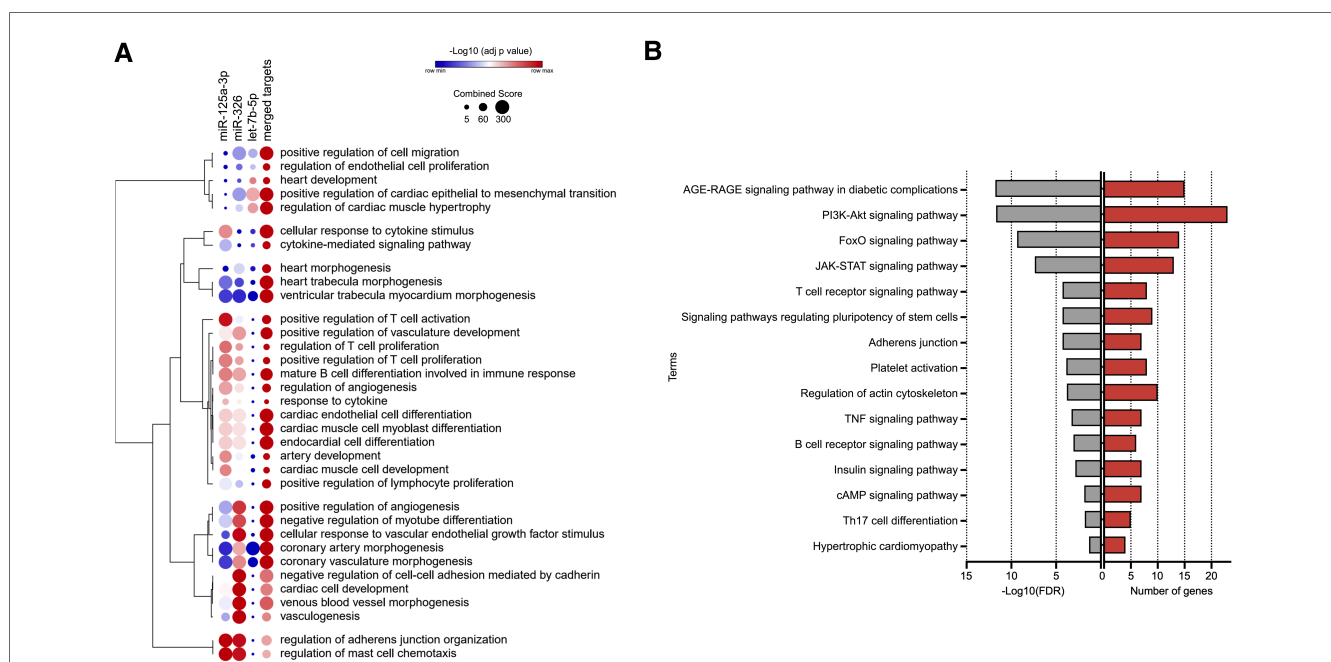 A
B
-Log10 (adj p value)
row min
row max
Combined Score
5 60 300
miR-125a-3p
miR-326
let-7b-5p
merged targets
positive regulation of cell migration
regulation of endothelial cell proliferation
heart development
positive regulation of cardiac epithelial to mesenchymal transition
regulation of cardiac muscle hypertrophy
cellular response to cytokine stimulus
cytokine-mediated signaling pathway
heart morphogenesis
heart trabecula morphogenesis
ventricular trabecula myocardium morphogenesis
positive regulation of T cell activation
positive regulation of vasculature development
regulation of T cell proliferation
positive regulation of T cell proliferation
mature B cell differentiation involved in immune response
regulation of angiogenesis
response to cytokine
cardiac endothelial cell differentiation
cardiac muscle cell myoblast differentiation
endocardial cell differentiation
artery development
cardiac muscle cell development
positive regulation of lymphocyte proliferation
positive regulation of angiogenesis
negative regulation of myotube differentiation
cellular response to vascular endothelial growth factor stimulus
coronary artery morphogenesis
coronary vasculature morphogenesis
negative regulation of cell-cell adhesion mediated by cadherin
cardiac cell development
venous blood vessel morphogenesis
vasculogenesis
regulation of adherens junction organization
regulation of mast cell chemotaxis
Terms
AGE-RAGE signaling pathway in diabetic complications
PI3K-Akt signaling pathway
FoxO signaling pathway
JAK-STAT signaling pathway
T cell receptor signaling pathway
Signaling pathways regulating pluripotency of stem cells
Adherens junction
Platelet activation
Regulation of actin cytoskeleton
TNF signaling pathway
B cell receptor signaling pathway
Insulin signaling pathway
cAMP signaling pathway
Th17 cell differentiation
Hypertrophic cardiomyopathy
15 10 5 0 5 10 15 20
-Log10(FDR)
Number of genes